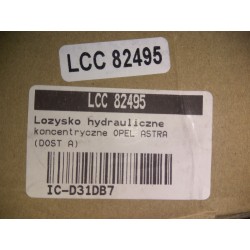 LCC 82495
LCC 82495
Lozysko hydrauliczne
koncentryczne OPEL ASTRA
(DOST A)
IC-D31DB7